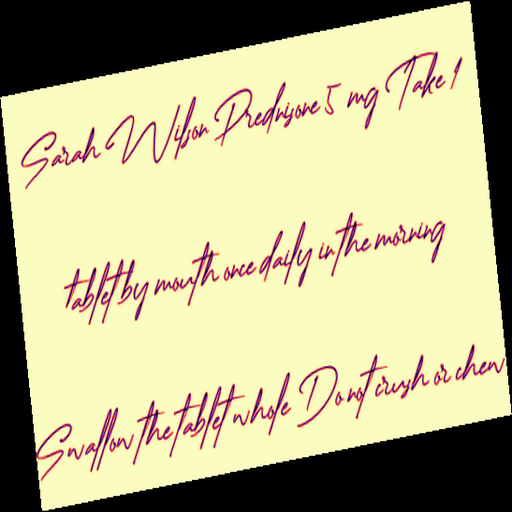 Sarah Wilson Prednisone 5 mg Take 1
tablet by mouth once daily in the morning
Swallow the tablet whole Do not crush or chew